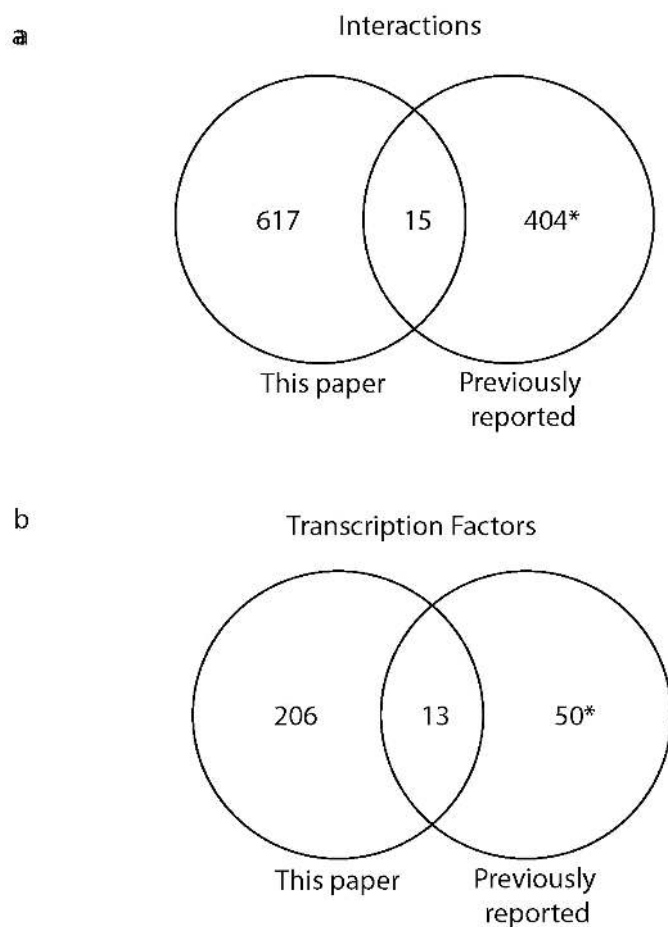 a
Interactions
617
15
404*
This paper
Previously
reported
b
Transcription Factors
206
13
50*
This paper
Previously
reported